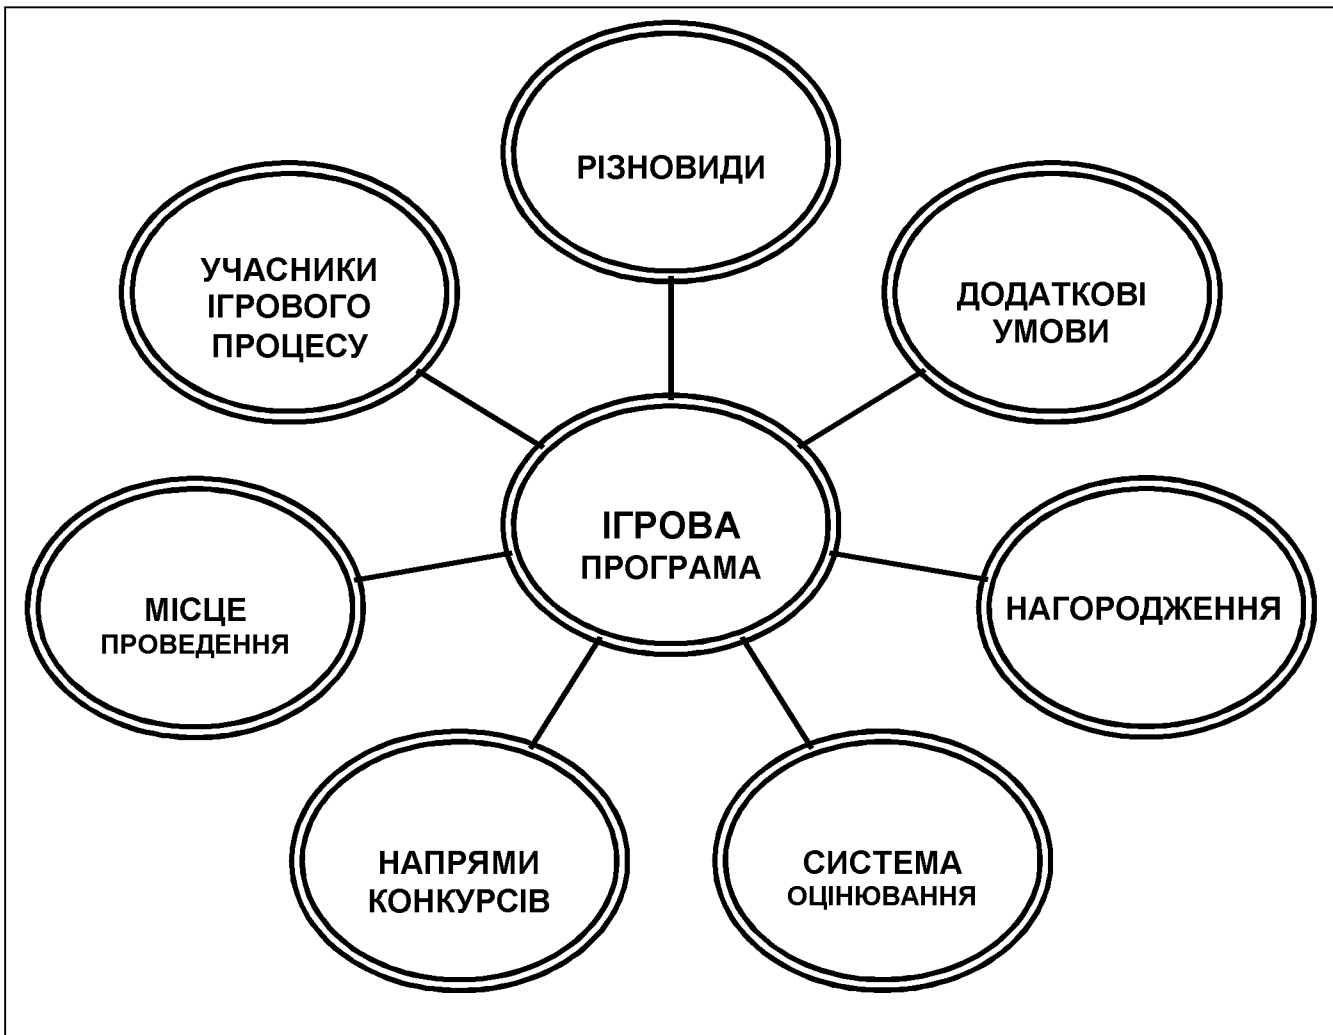 РІЗНОВИДИ
УЧАСНИКИ
ІГРОВОГО
ПРОЦЕСУ
ДОДАТКОВІ
УМОВИ
ІГРОВА
ПРОГРАМА
МІСЦЕ
ПРОВЕДЕННЯ
НАГОРОДЖЕННЯ
НАПРЯМИ
КОНКУРСІВ
СИСТЕМА
ОЦІНЮВАННЯ